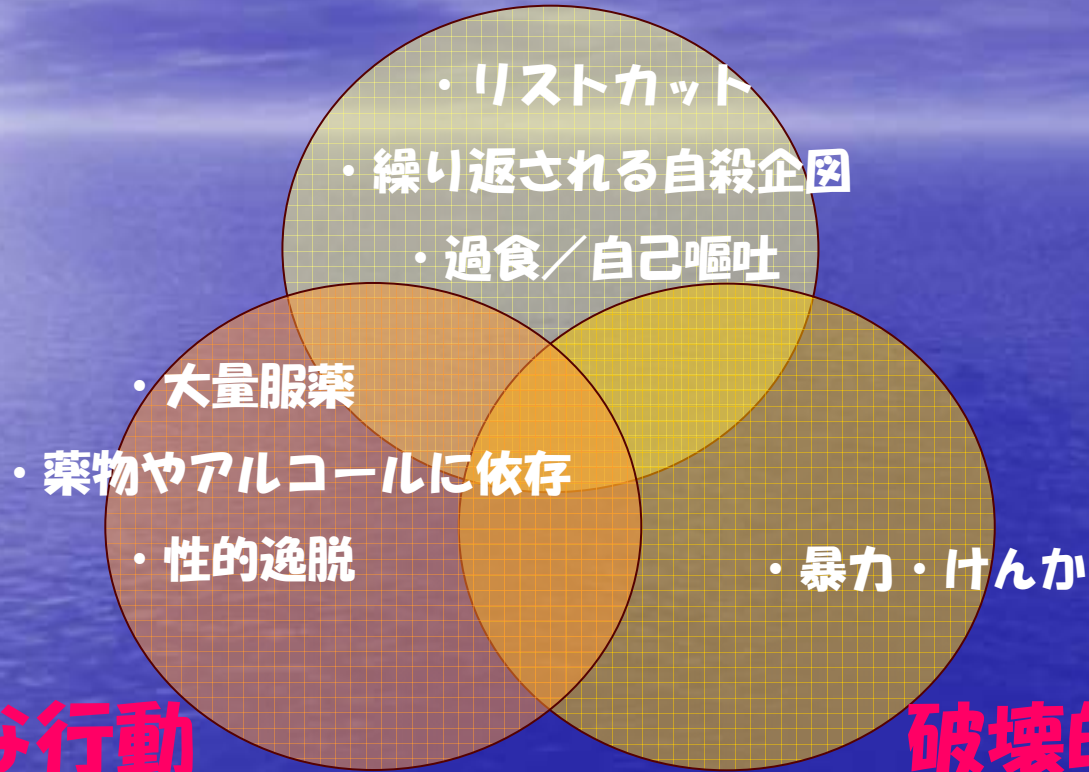 ・リストカット
・繰り返される自殺企図
・過食／自己嘔吐
・大量服薬
・薬物やアルコールに依存
・性的逸脱
・暴力・けんか
な行動
破壊的